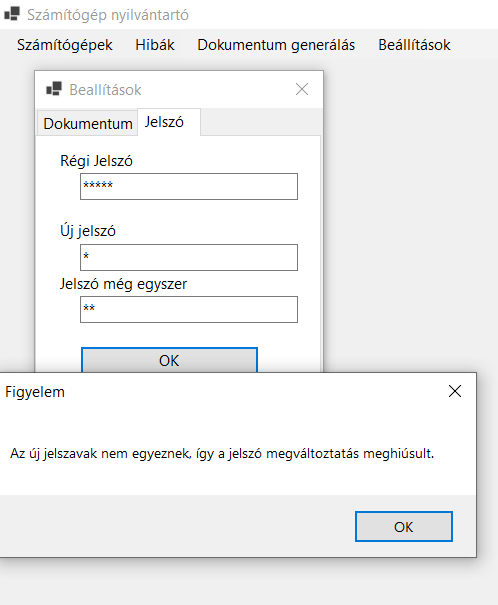 Számítógép nyilvántartó
Számítógépek Hibák Dokumentum generálás Beállítások
Beallítások
Dokumentum Jelszó
Régi Jelszó
*****
Új jelszó
*
Jelszó még egyszer
**
OK
Figyelem
Az új jelszavak nem egyeznek, így a jelszó megváltoztatás meghiúsult.
OK